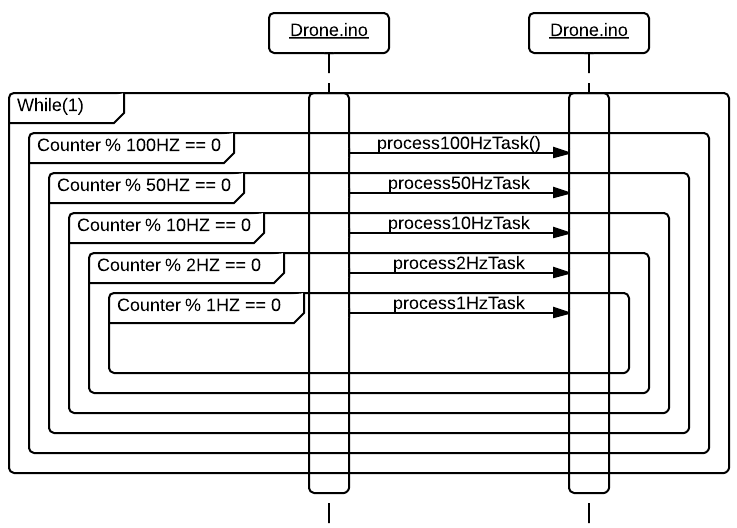 Drone.ino
Drone.ino
While(1)
Counter % 100HZ == 0
process100HzTask()
Counter % 50HZ == 0
process50HzTask
Counter % 10HZ == 0
process10HzTask
Counter % 2HZ == 0
process2HzTask
Counter % 1HZ == 0
process1HzTask